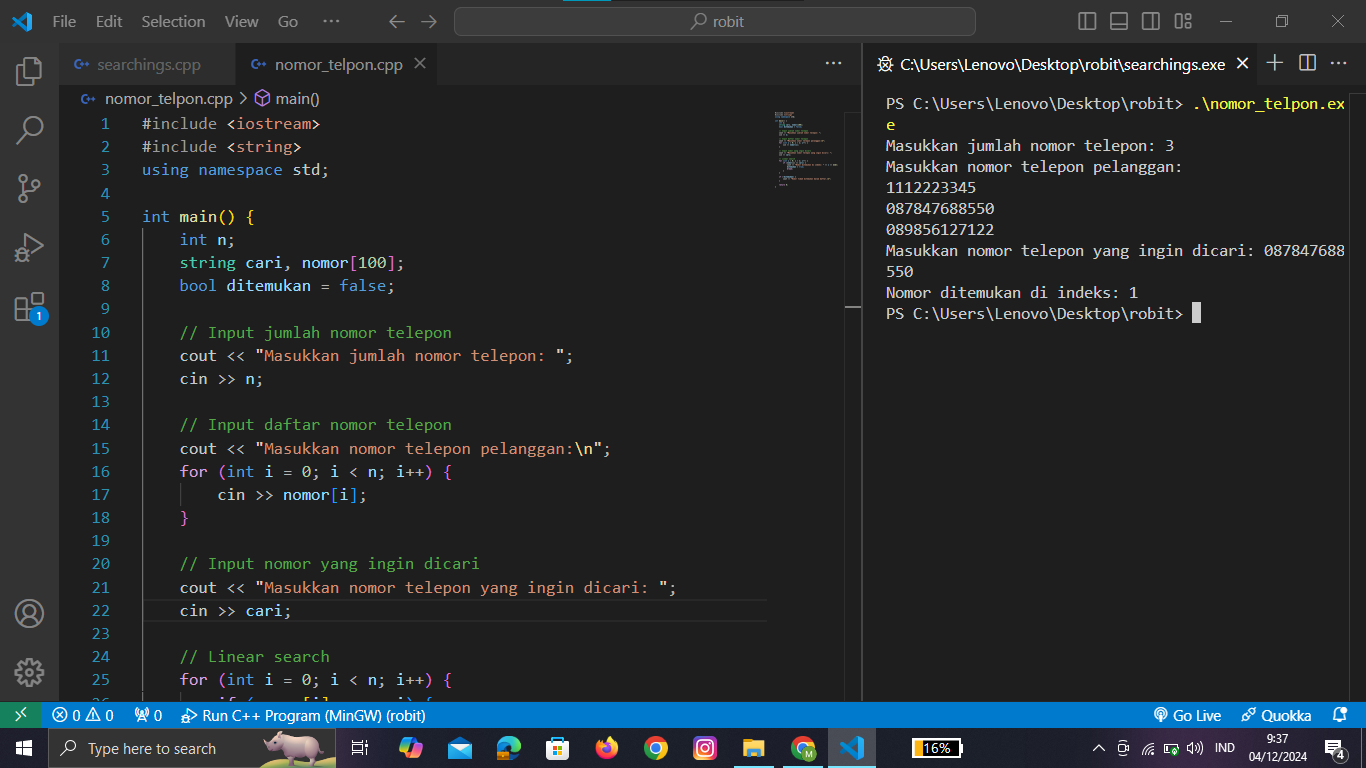 File Edit Selection View Go ···
robit
searchings.cpp
nomor_telpon.cpp
nomor_telpon.cpp > main()
1 #include <iostream>
2 #include <string>
3 using namespace std;
4
5 int main() {
6 int n;
7 string cari, nomor[100];
8 bool ditemukan = false;
9
10 // Input jumlah nomor telepon
11 cout << "Masukkan jumlah nomor telepon: ";
12 cin >> n;
13
14 // Input daftar nomor telepon
15 cout << "Masukkan nomor telepon pelanggan:\n";
16 for (int i = 0; i < n; i++) {
17 cin >> nomor[i];
18 }
19
20 // Input nomor yang ingin dicari
21 cout << "Masukkan nomor telepon yang ingin dicari: ";
22 cin >> cari;
23
24 // Linear search
25 for (int i = 0; i < n; i++) {
C:\Users\Lenovo\Desktop\robit\searchings.exe
PS C:\Users\Lenovo\Desktop\robit> .\nomor_telpon.ex
e
Masukkan jumlah nomor telepon: 3
Masukkan nomor telepon pelanggan:
1112223345
087847688550
089856127122
Masukkan nomor telepon yang ingin dicari: 087847688
550
Nomor ditemukan di indeks: 1
PS C:\Users\Lenovo\Desktop\robit>
1
0 0 0 Run C++ Program (MinGW) (robit)
Go Live Quokka
Type here to search
M
16%
IND
9:37
04/12/2024
4